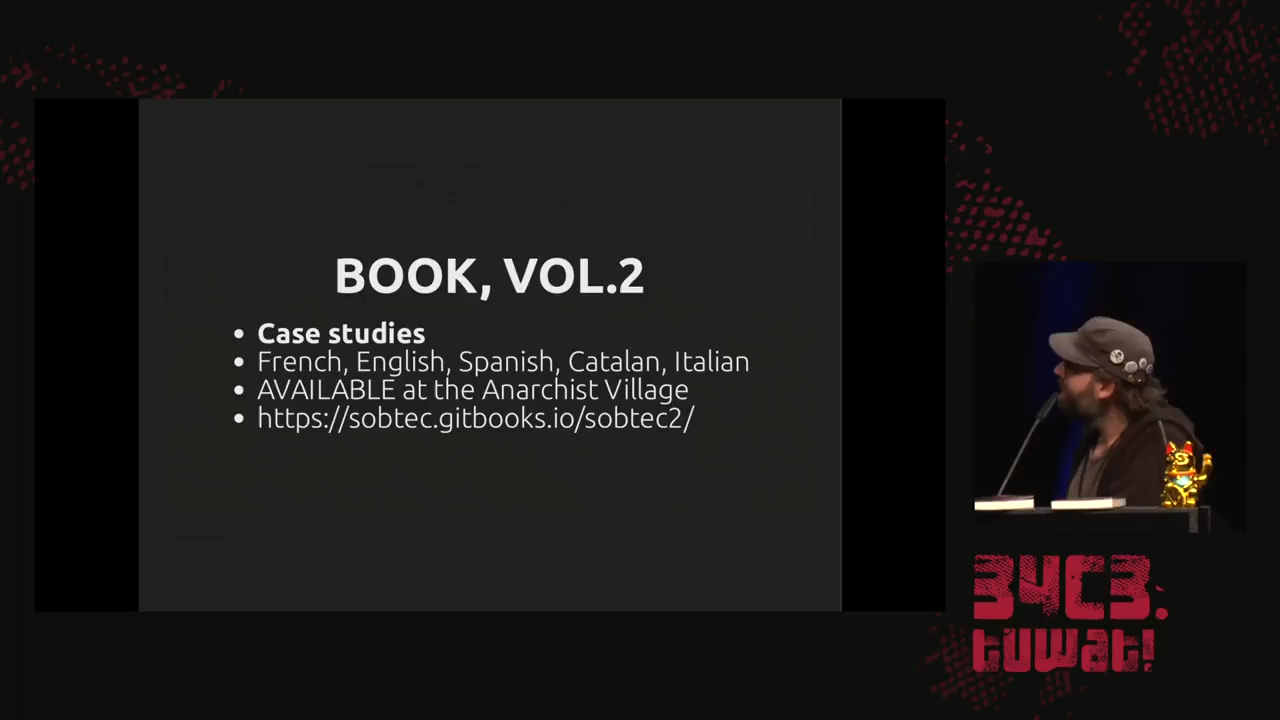 BOOK, VOL.2
Case studies
French, English, Spanish, Catalan, Italian
AVAILABLE at the Anarchist Village
https://sobtec.gitbooks.io/sobtec2/
34C3.
tuwat!